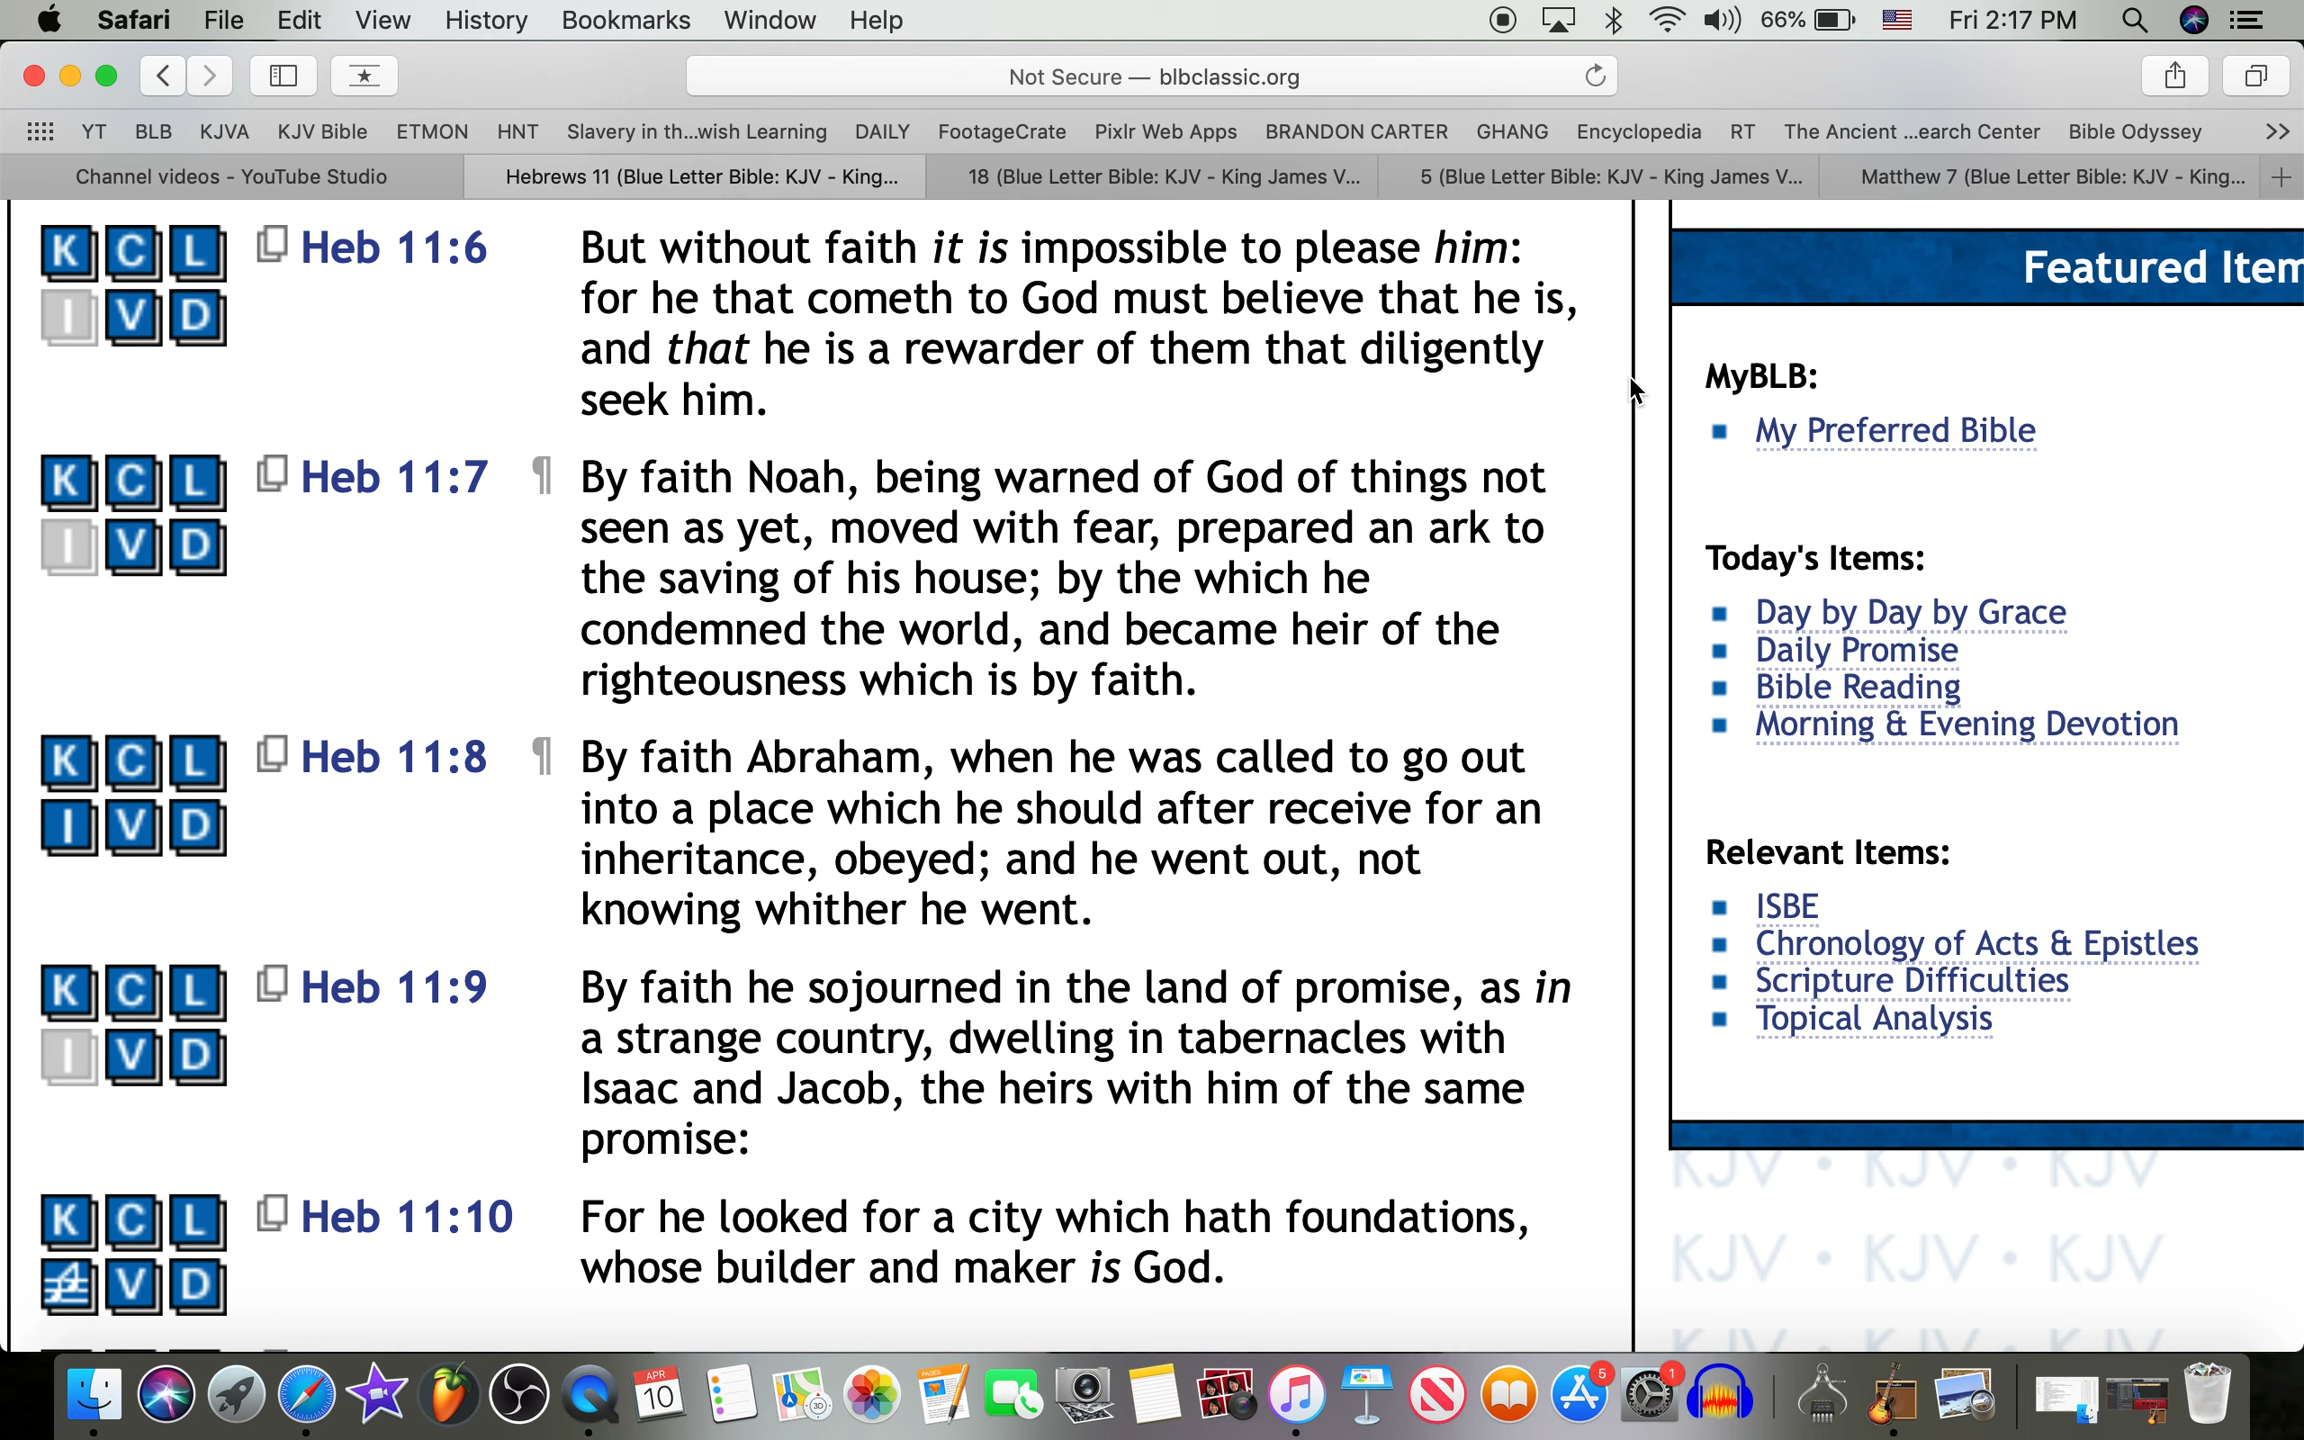 Safari File Edit View History Bookmarks Window Help 66% Fri 2:17 PM
Not Secure — blbclassic.org
YT BLB KJVA KJV Bible ETMON HNT Slavery in th...wish Learning DAILY FootageCrate Pixlr Web Apps BRANDON CARTER GHANG Encyclopedia RT The Ancient ...earch Center Bible Odyssey
Channel videos - YouTube Studio
Hebrews 11 (Blue Letter Bible: KJV - King...
18 (Blue Letter Bible: KJV - King James V...
5 (Blue Letter Bible: KJV - King James V...
Matthew 7 (Blue Letter Bible: KJV - King...
K C L
I V D
Heb 11:6
But without faith it is impossible to please him:
for he that cometh to God must believe that he is,
and that he is a rewarder of them that diligently
seek him.
K C L
I V D
Heb 11:7
¶ By faith Noah, being warned of God of things not
seen as yet, moved with fear, prepared an ark to
the saving of his house; by the which he
condemned the world, and became heir of the
righteousness which is by faith.
K C L
I V D
Heb 11:8
¶ By faith Abraham, when he was called to go out
into a place which he should after receive for an
inheritance, obeyed; and he went out, not
knowing whither he went.
K C L
I V D
Heb 11:9
By faith he sojourned in the land of promise, as in
a strange country, dwelling in tabernacles with
Isaac and Jacob, the heirs with him of the same
promise:
K C L
V D
Heb 11:10
For he looked for a city which hath foundations,
whose builder and maker is God.
Featured Item
MyBLB:
My Preferred Bible
Today's Items:
Day by Day by Grace
Daily Promise
Bible Reading
Morning & Evening Devotion
Relevant Items:
ISBE
Chronology of Acts & Epistles
Scripture Difficulties
Topical Analysis
KJV • KJV • KJV
KJV • KJV • KJV
KJV • KJV • KJV
APR
10
PAGES
3D
5
1